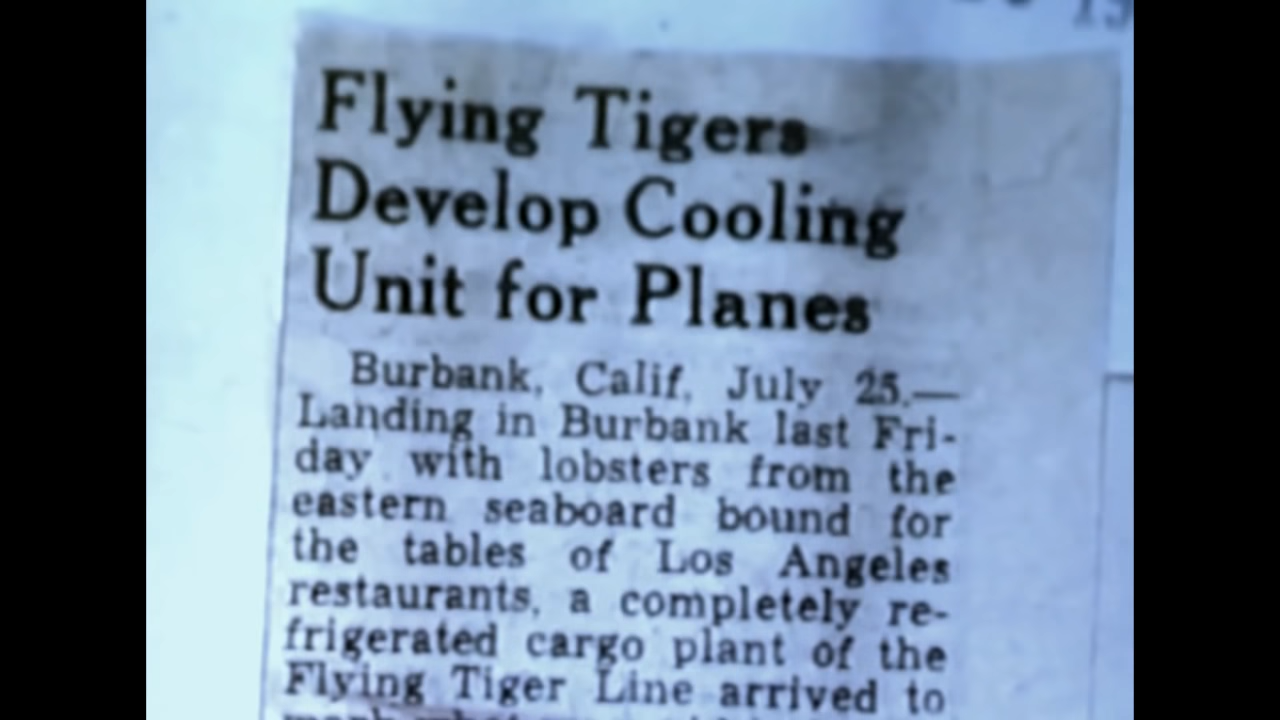 Flying Tigers
Develop Cooling
Unit for Planes
Burbank, Calif. July 25.—
Landing in Burbank last Fri-
day with lobsters from the
eastern seaboard bound for
the tables of Los Angeles
restaurants, a completely re-
frigerated cargo plant of the
Flying Tiger Line arrived to